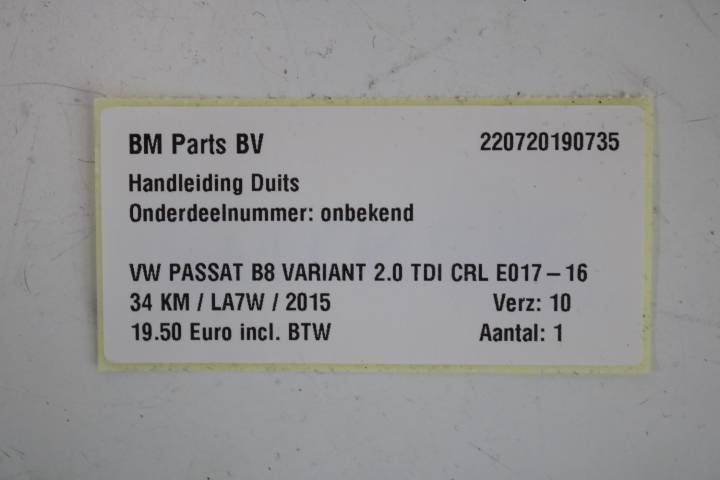 BM Parts BV 220720190735
Handleiding Duits
Onderdeelnummer: onbekend
VW PASSAT B8 VARIANT 2.0 TDI CRL E017-16
34 KM / LA7W / 2015 Verz: 10
19.50 Euro incl. BTW Aantal: 1